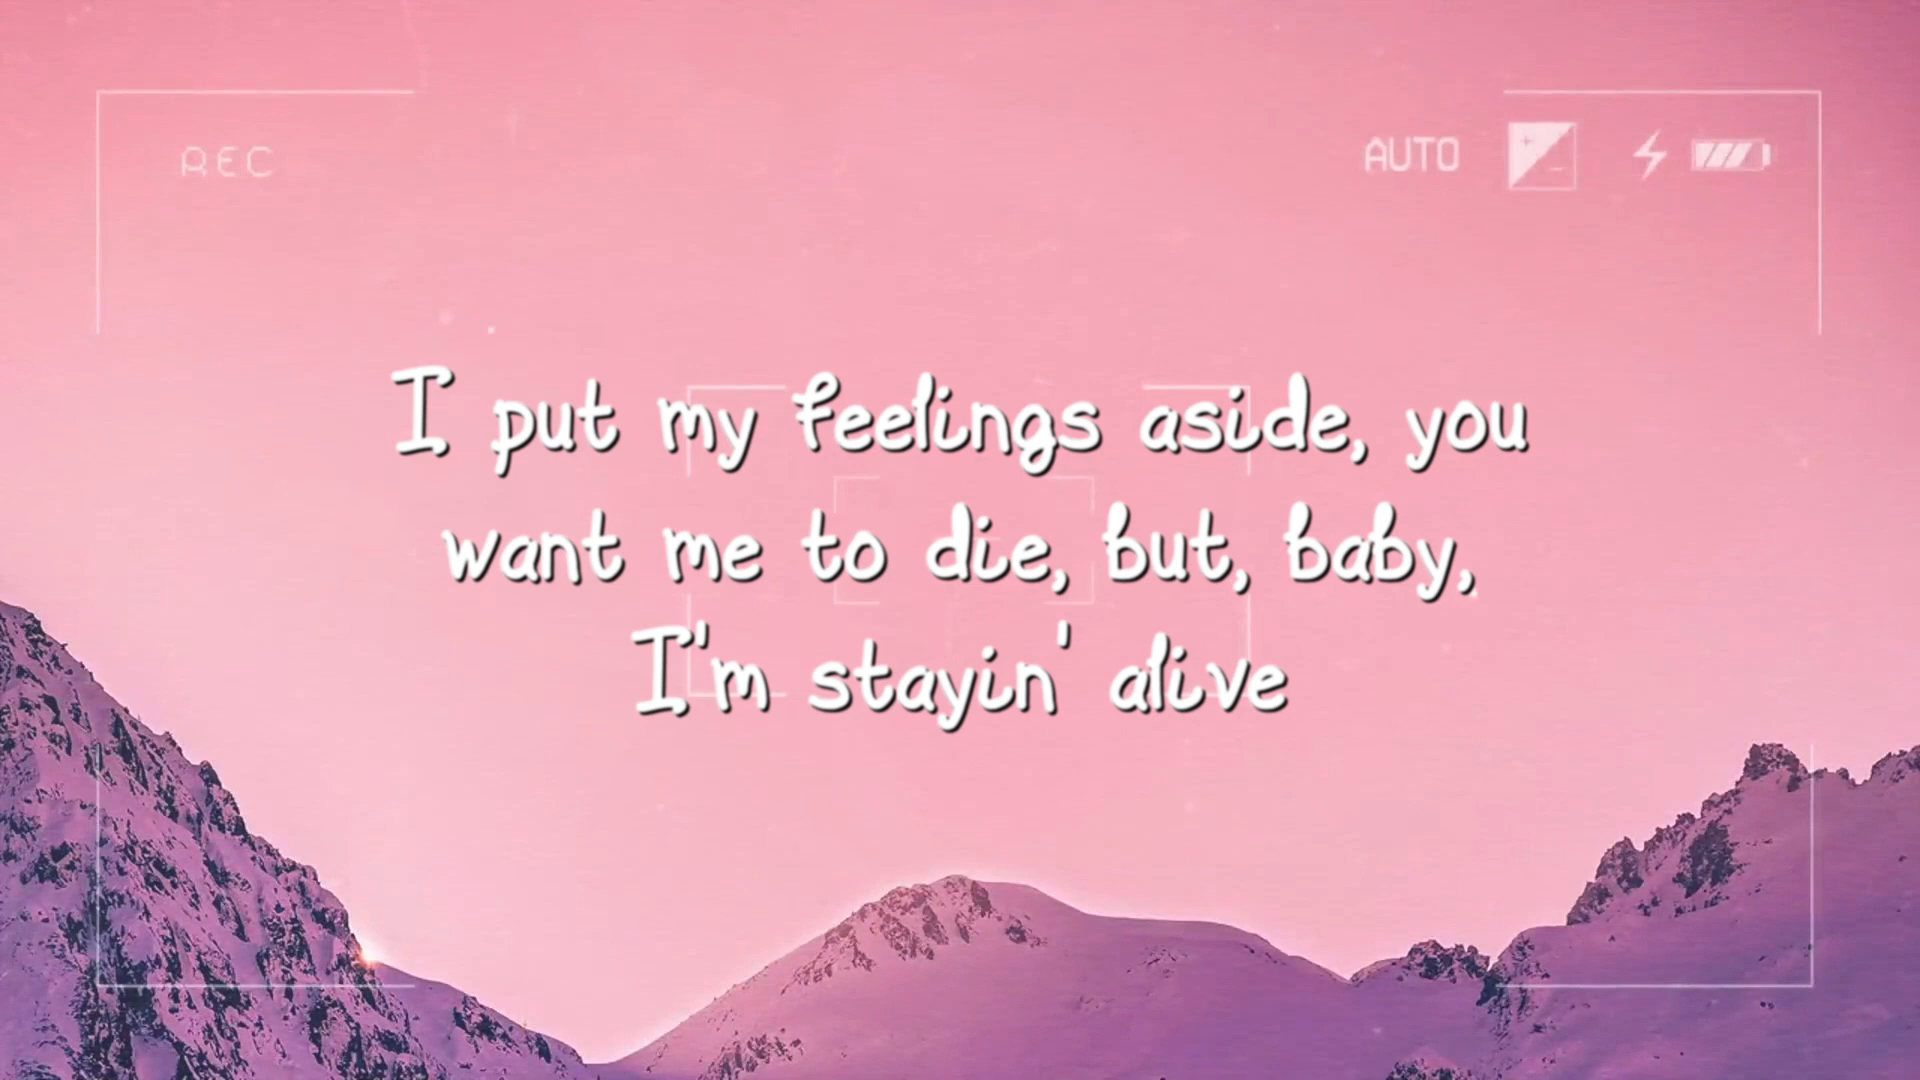 REC
AUTO
I put my feelings aside, you
want me to die, but, baby,
I'm stayin' alive